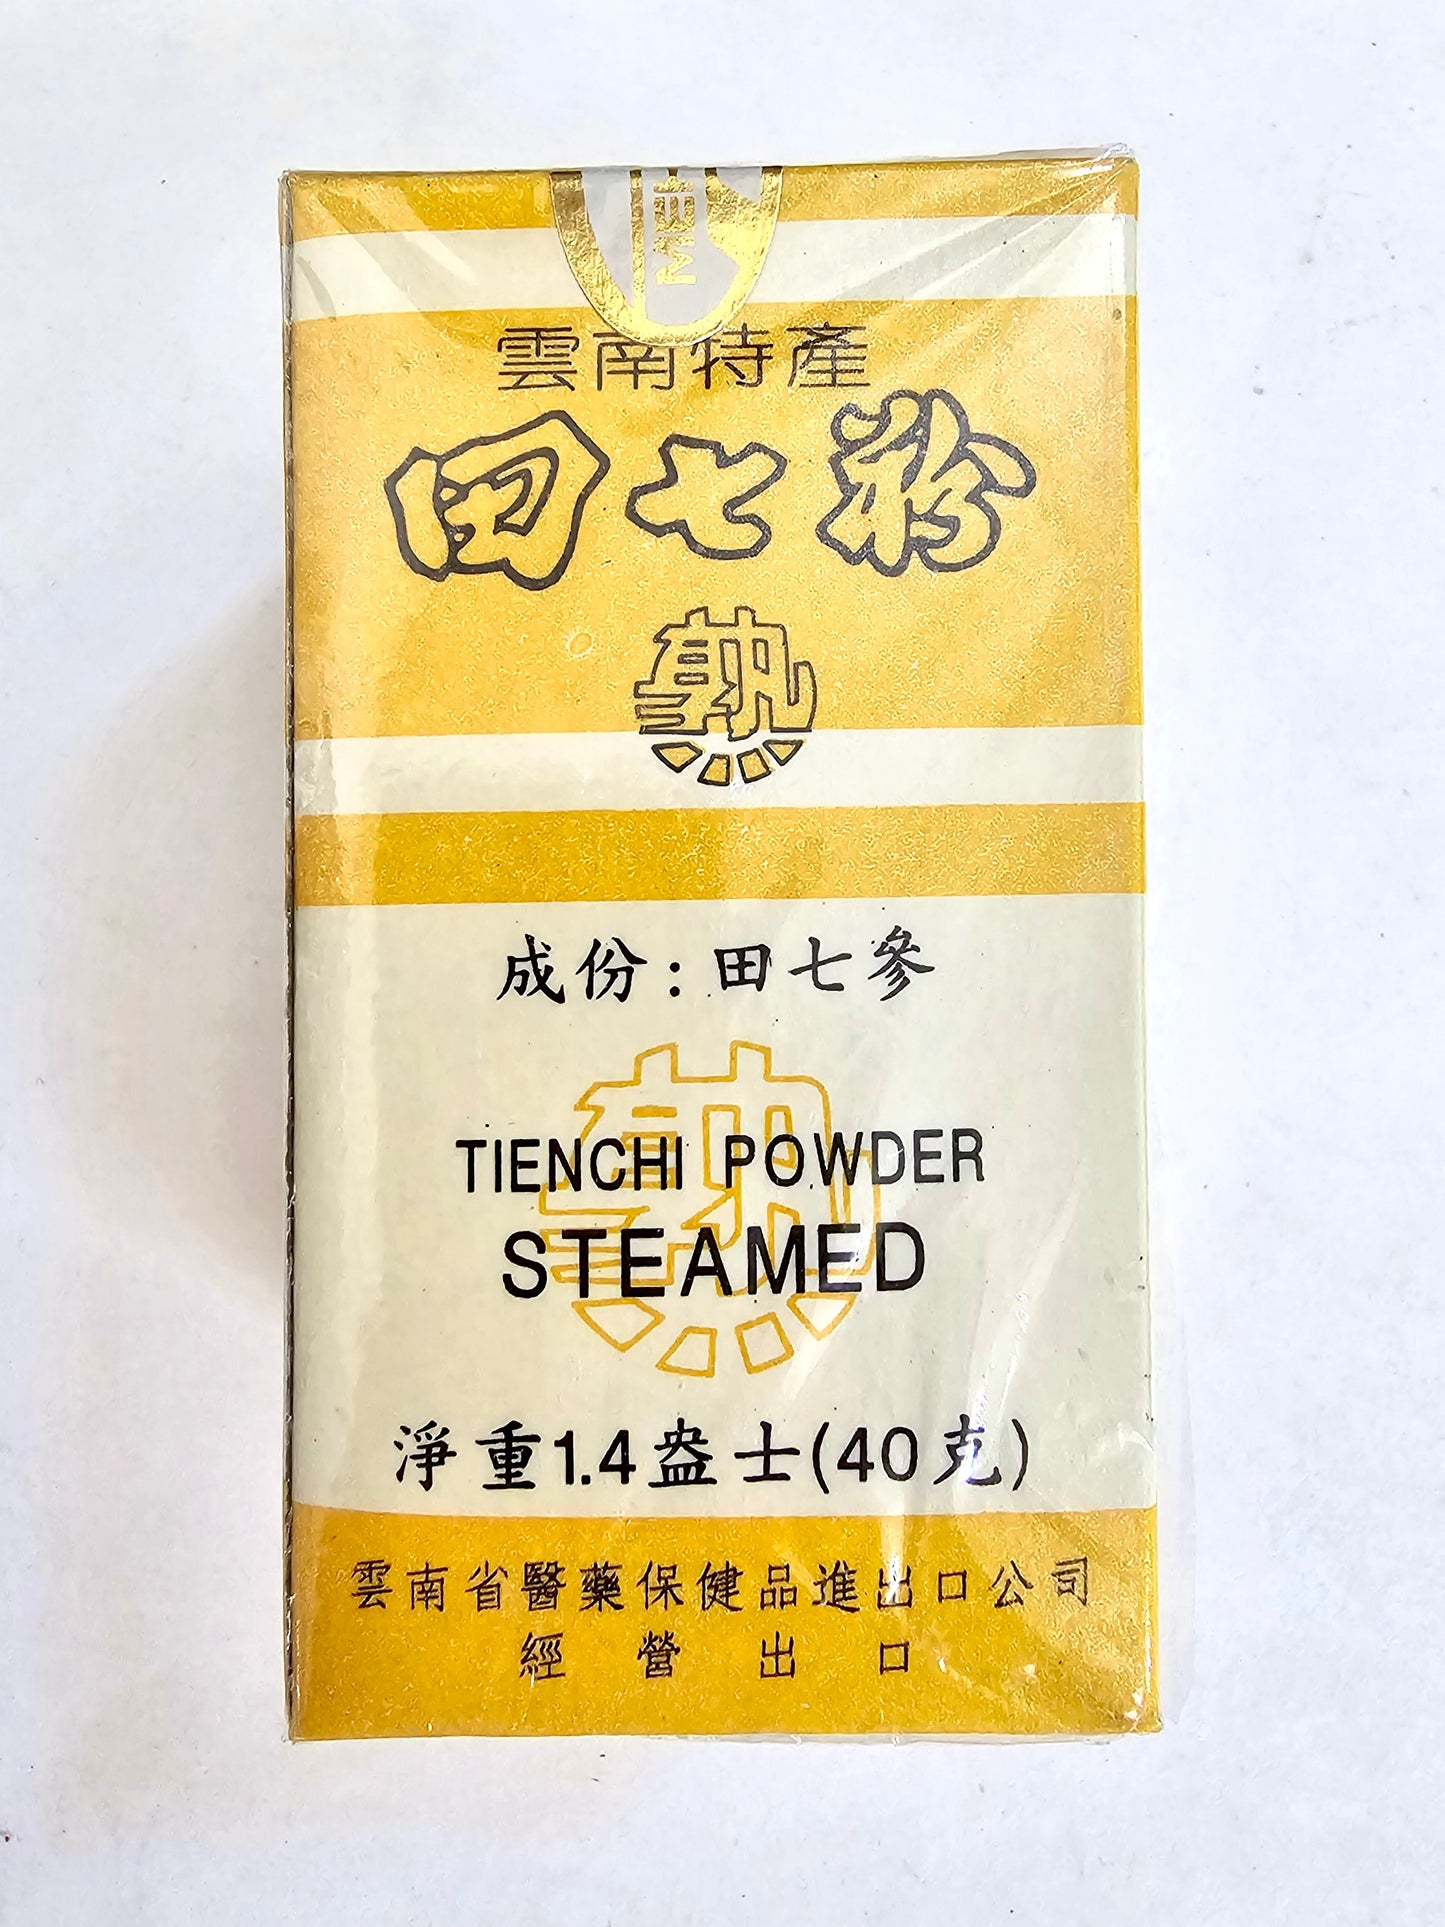 雲南特產
田七粉
熟
成份：田七參
TIENCHI POWDER
STEAMED
淨重1.4盎士(40克)
雲南省醫藥保健品進出口公司
經營出口